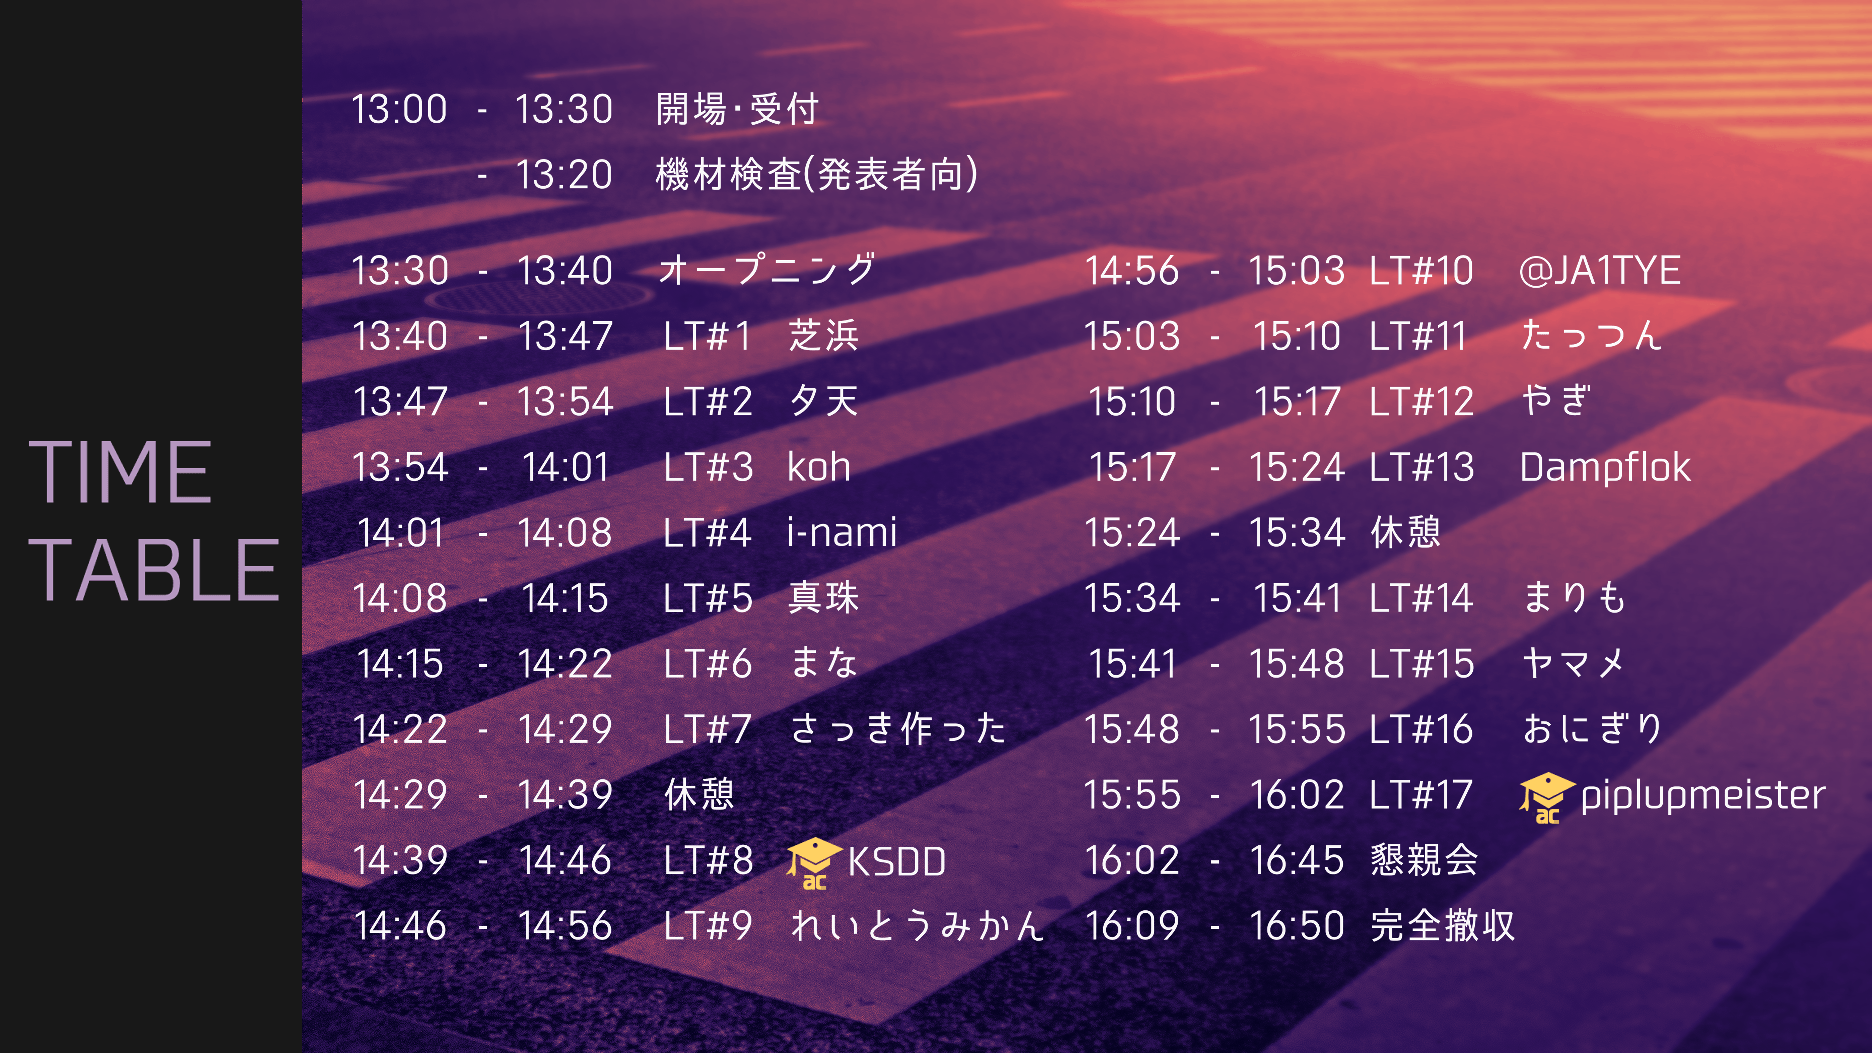 TIME
TABLE
13:00 - 13:30 開場・受付
- 13:20 機材検査(発表者向)
13:30 - 13:40 オープニング
13:40 - 13:47 LT#1 芝浜
13:47 - 13:54 LT#2 夕天
13:54 - 14:01 LT#3 koh
14:01 - 14:08 LT#4 i-nami
14:08 - 14:15 LT#5 真珠
14:15 - 14:22 LT#6 まな
14:22 - 14:29 LT#7 さっき作った
14:29 - 14:39 休憩
14:39 - 14:46 LT#8 ac KSDD
14:46 - 14:56 LT#9 れいとうみかん
14:56 - 15:03 LT#10 @JA1TYE
15:03 - 15:10 LT#11 たっつん
15:10 - 15:17 LT#12 やぎ
15:17 - 15:24 LT#13 Dampflok
15:24 - 15:34 休憩
15:34 - 15:41 LT#14 まりも
15:41 - 15:48 LT#15 ヤマメ
15:48 - 15:55 LT#16 おにぎり
15:55 - 16:02 LT#17 ac piplupmeister
16:02 - 16:45 懇親会
16:09 - 16:50 完全撤収